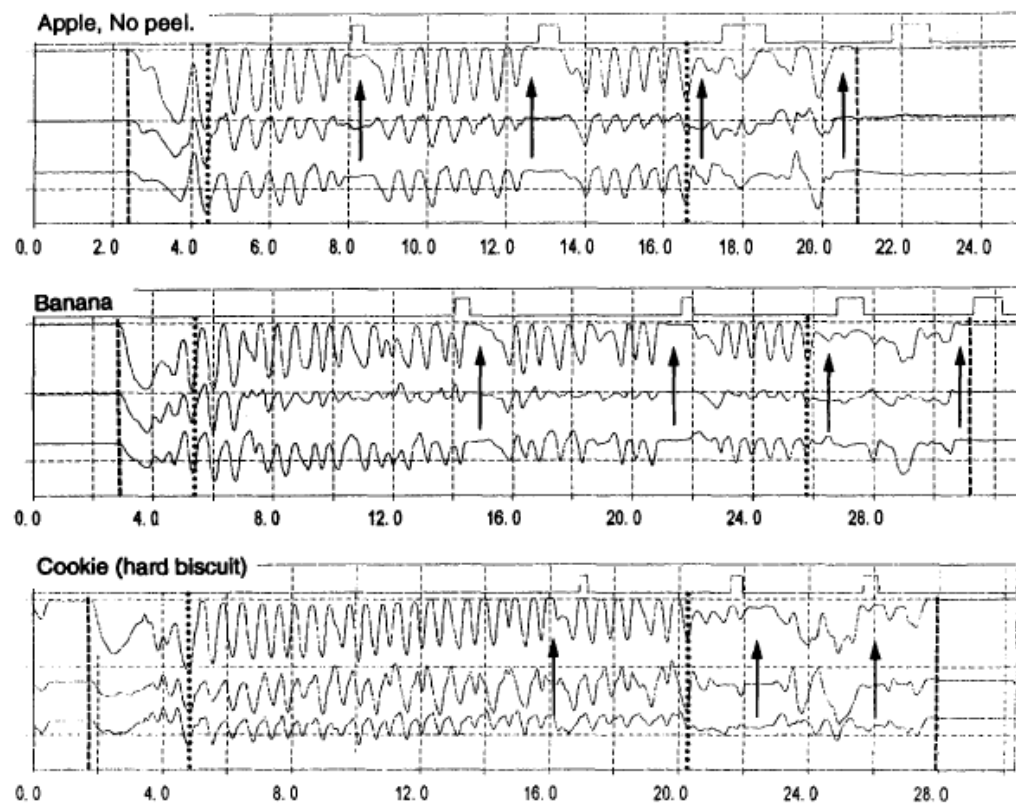 Apple, No peel.
0. 0 2. 0 4. 0 6. 0 8. 0 10. 0 12. 0 14. 0 16. 0 18. 0 20. 0 22. 0 24. 0
Banana
0. 0 4. 0 8. 0 12. 0 16. 0 20. 0 24. 0 28. 0
Cookie (hard biscuit)
0. 0 4. 0 8. 0 12. 0 16. 0 20. 0 24. 0 28. 0